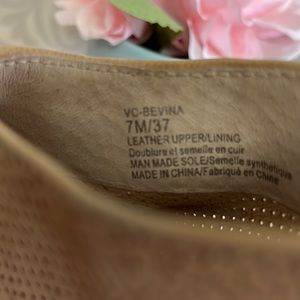 VC-BEVINA
7M/37
LEATHER UPPER/LINING
Doublure et semelle en cuir
MAN MADE SOLE/Semelle synthétique
MADE IN CHINA/Fabriqué en Chine